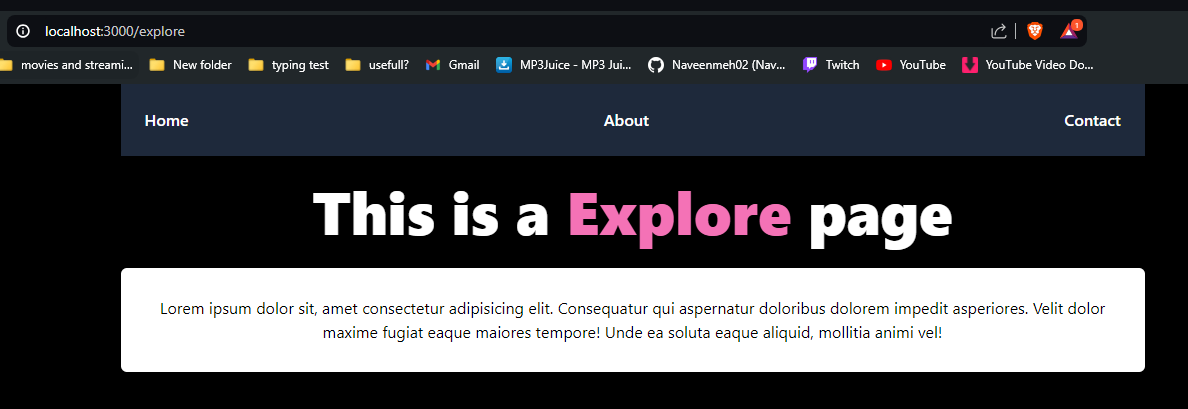 localhost:3000/explore
1
movies and streami... New folder typing test usefull? Gmail MP3Juice - MP3 Jui... Naveenmeh02 (Nav... Twitch YouTube YouTube Video Do...
Home About Contact
This is a Explore page
Lorem ipsum dolor sit, amet consectetur adipisicing elit. Consequatur qui aspernatur doloribus dolorem impedit asperiores. Velit dolor
maxime fugiat eaque maiores tempore! Unde ea soluta eaque aliquid, mollitia animi vel!